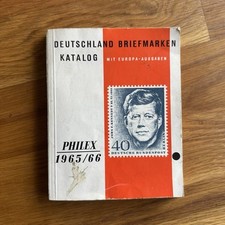 DEUTSCHLAND BRIEFMARKEN
KATALOG MIT EUROPA-AUSGABEN
PHILEX
1965/66
40
DEUTSCHE BUNDESPOST